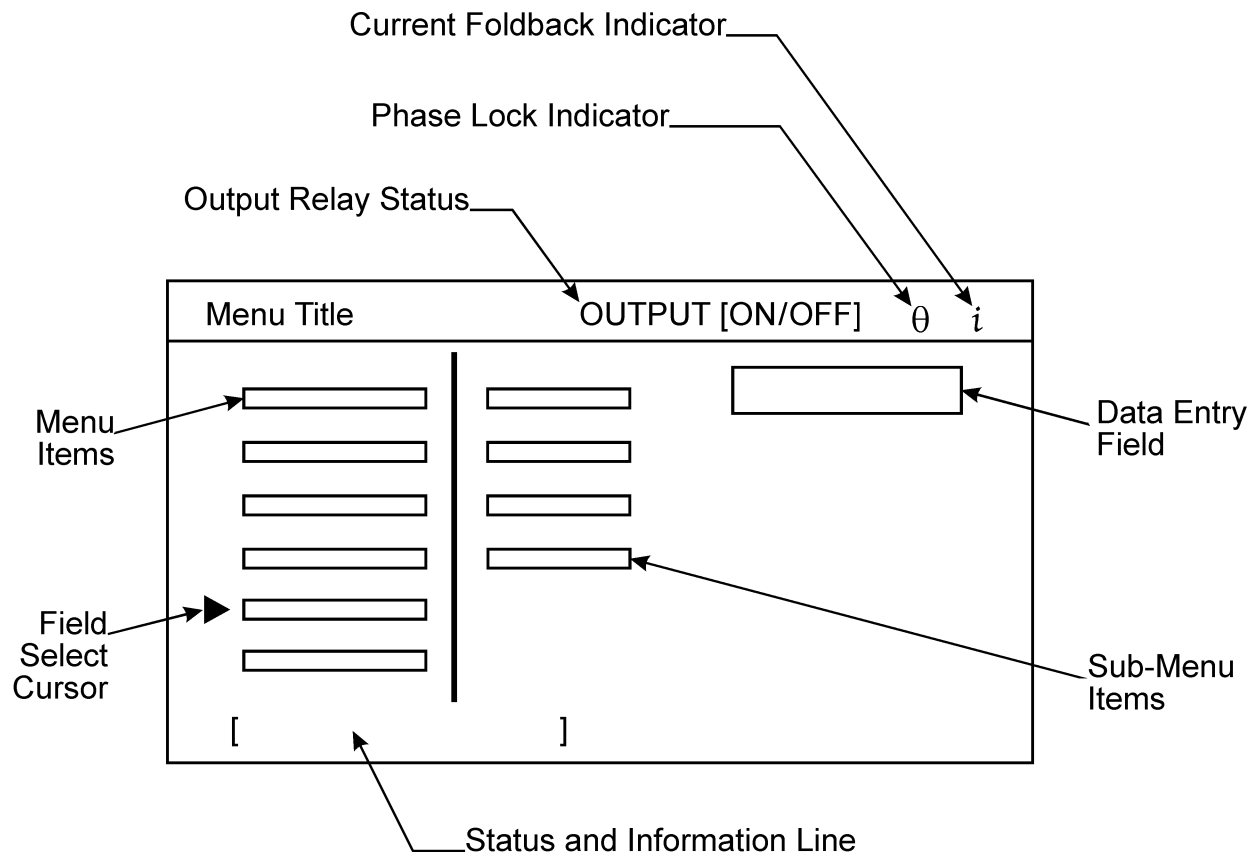 Current Foldback Indicator
Phase Lock Indicator
Output Relay Status
Menu Title OUTPUT [ON/OFF] θ i
Menu
Items
Data Entry
Field
Field
Select
Cursor
Sub-Menu
Items
[ ]
Status and Information Line